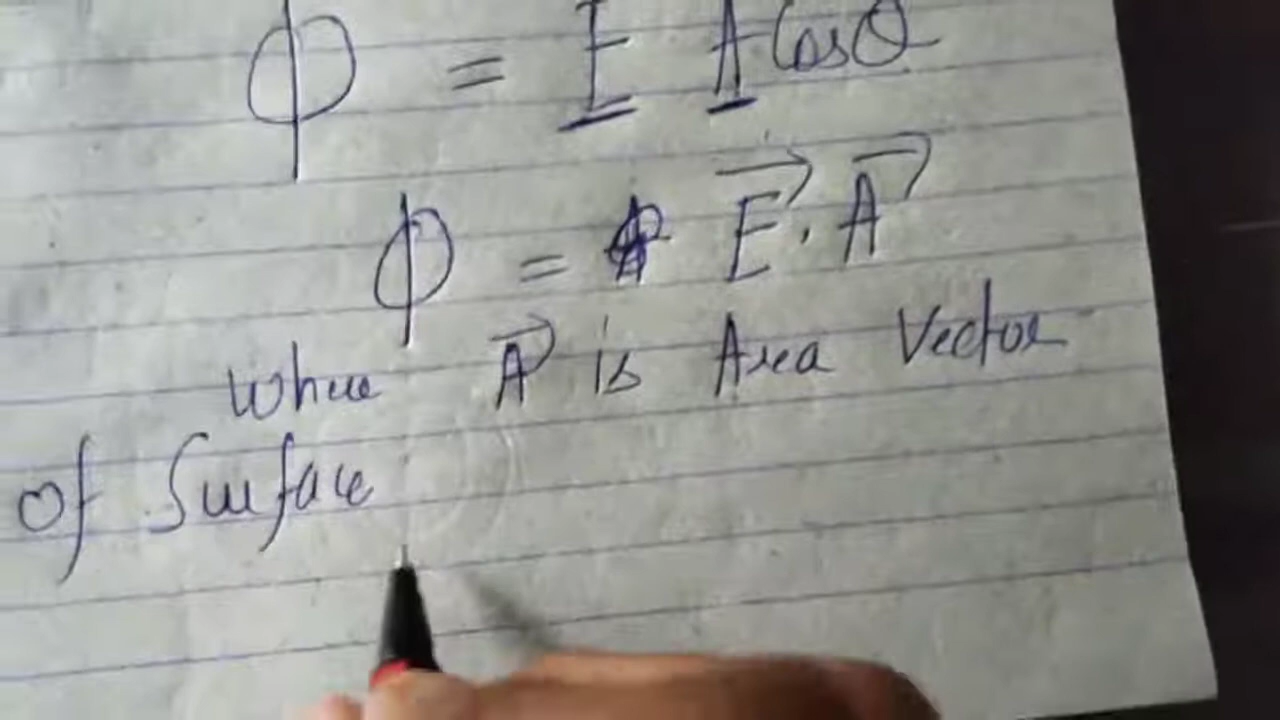 ϕ = E A Cosθ
ϕ = E⃗ . A⃗
Where A⃗ is Area Vector
of Surface